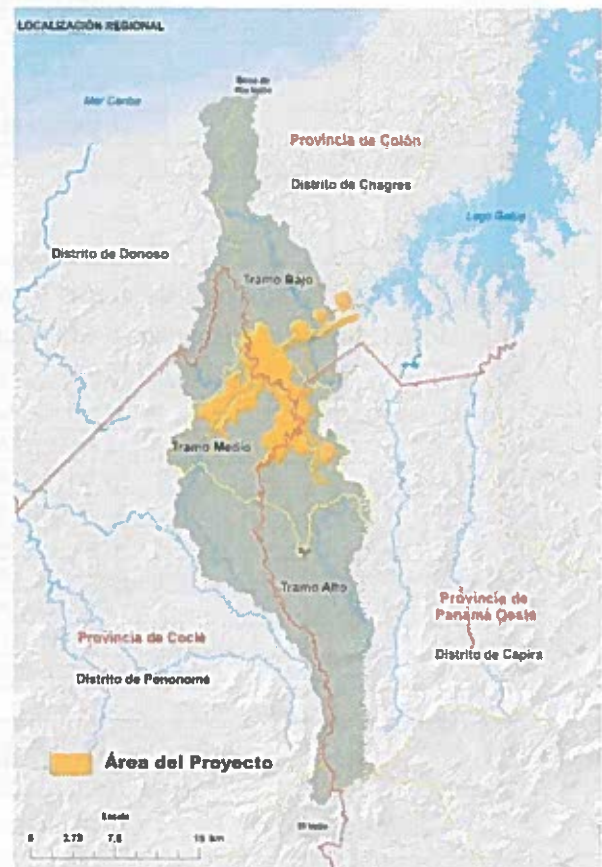 LOCALIZACIÓN REGIONAL
Mar Caribe
Provincia de Colón
Distrito de Chagres
Lago Gatún
Distrito de Donoso
Tramo Bajo
Tramo Medio
Tramo Alto
Provincia de
Panamá Oeste
Provincia de Coclé
Distrito de Capira
Distrito de Penonomé
Área del Proyecto
Escala
15 km